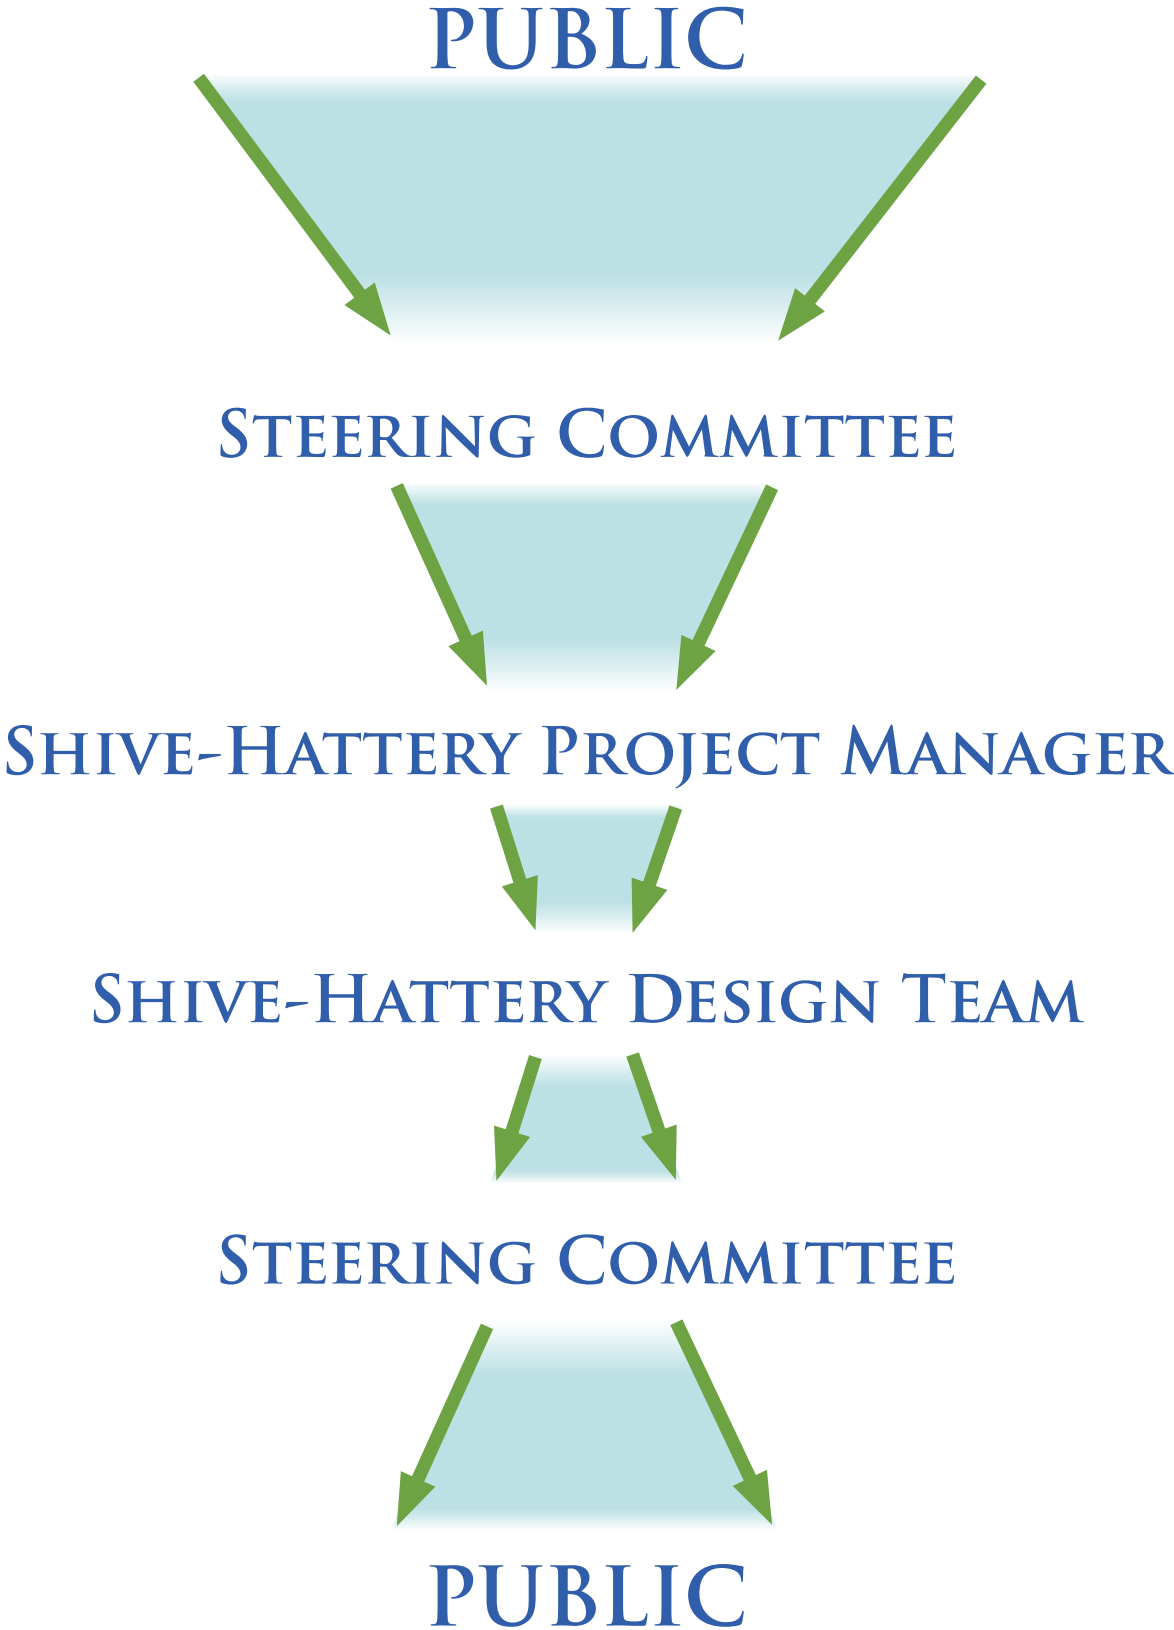 PUBLIC
Steering Committee
Shive-Hattery Project Manager
Shive-Hattery Design Team
Steering Committee
PUBLIC